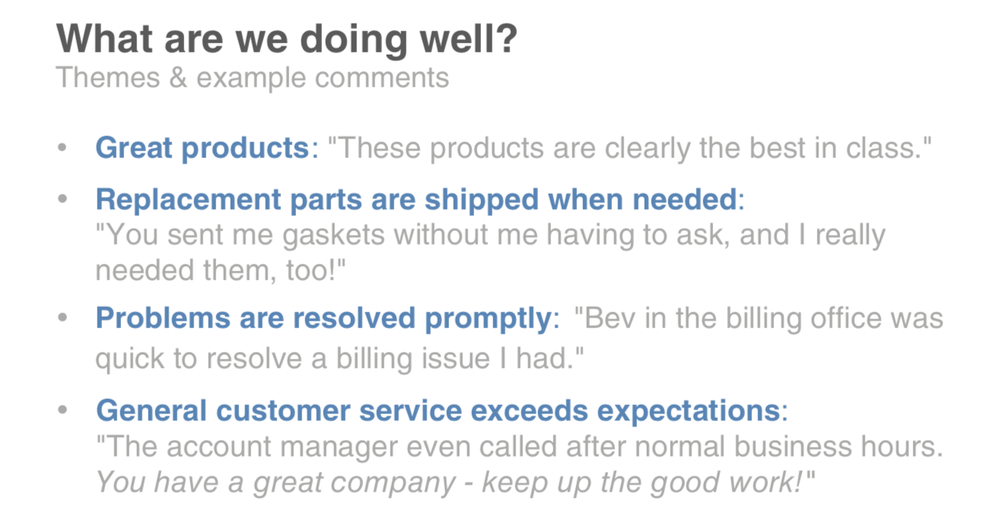 What are we doing well?
Themes & example comments
• Great products: "These products are clearly the best in class."
• Replacement parts are shipped when needed:
"You sent me gaskets without me having to ask, and I really
needed them, too!"
• Problems are resolved promptly: "Bev in the billing office was
quick to resolve a billing issue I had."
• General customer service exceeds expectations:
"The account manager even called after normal business hours.
You have a great company - keep up the good work!"